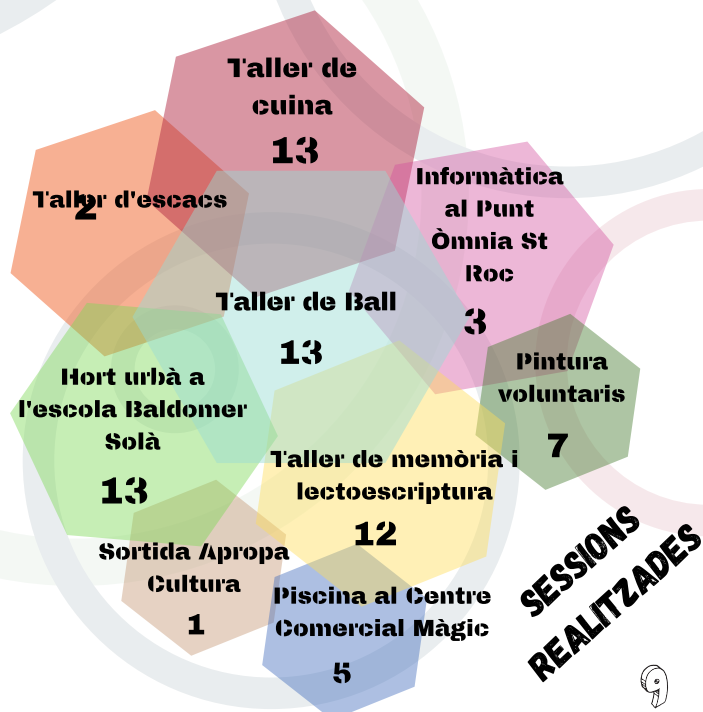 Taller de
cuina
13
Taller d'escacs
2
Informàtica
al Punt
Òmnia St
Roc
3
Taller de Ball
13
Pintura
voluntaris
7
Hort urbà a
l'escola Baldomer
Solà
13
Taller de memòria i
lectoescriptura
12
Sortida Apropa
Cultura
1
Piscina al Centre
Comercial Màgic
5
SESSIONS
REALITZADES
9